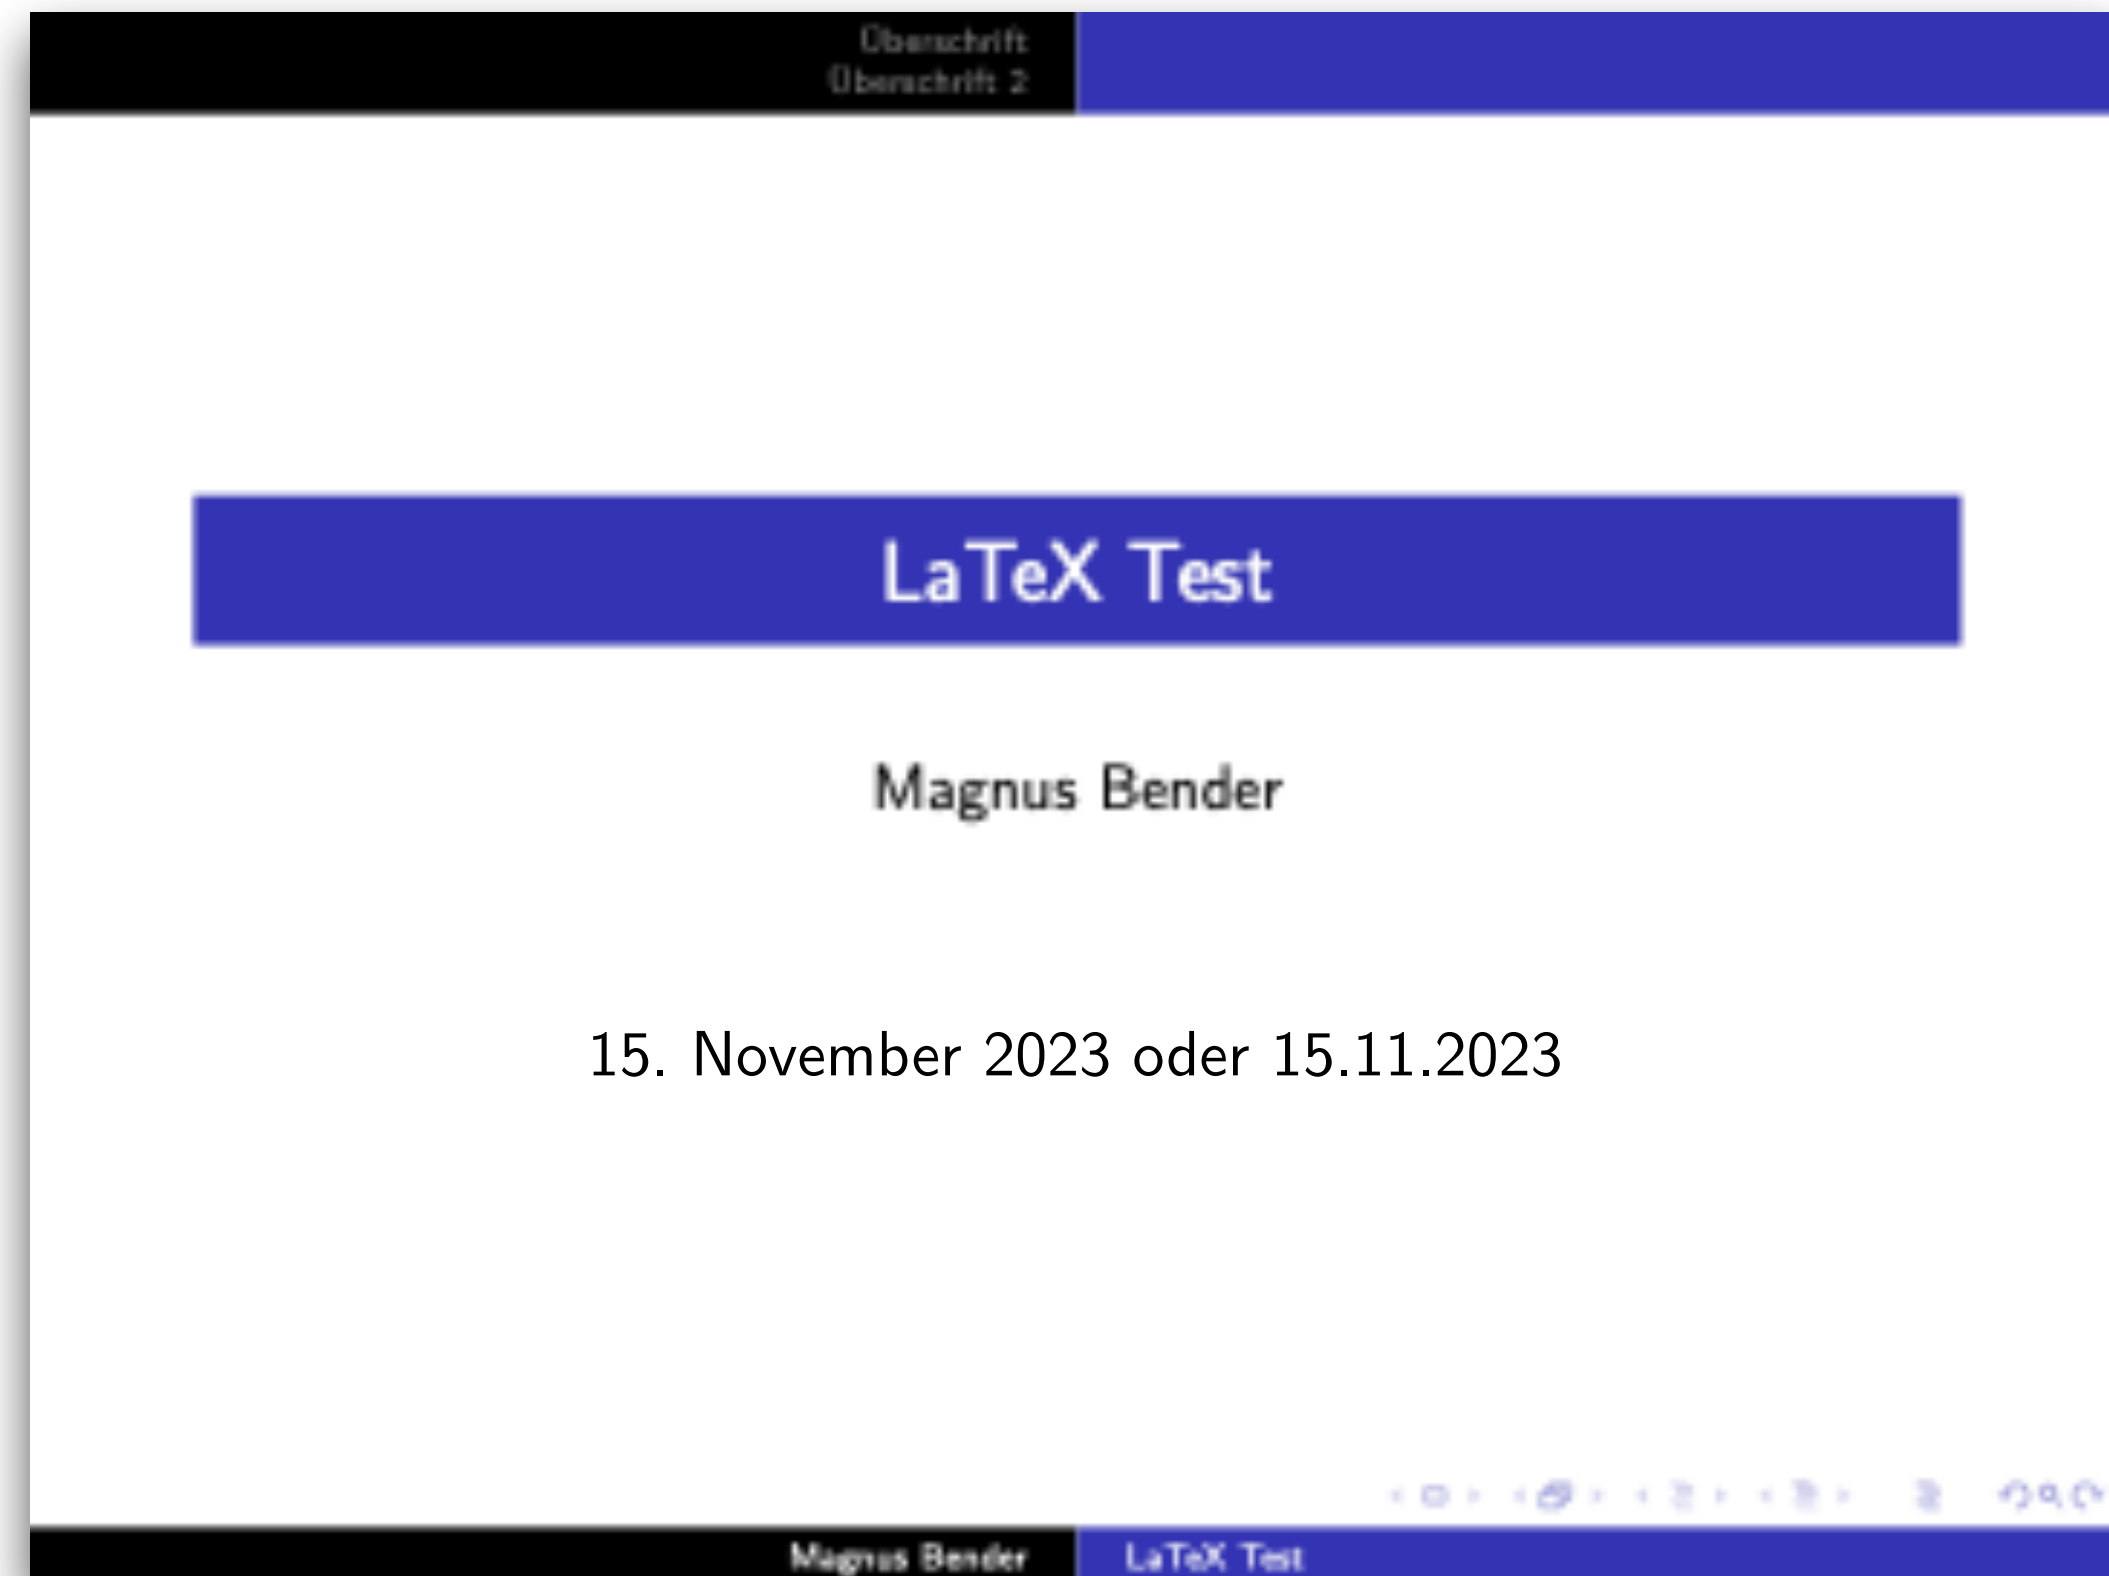 Überschrift
Überschrift 2
LaTeX Test
Magnus Bender
15. November 2023 oder 15.11.2023
Magnus Bender
LaTeX Test